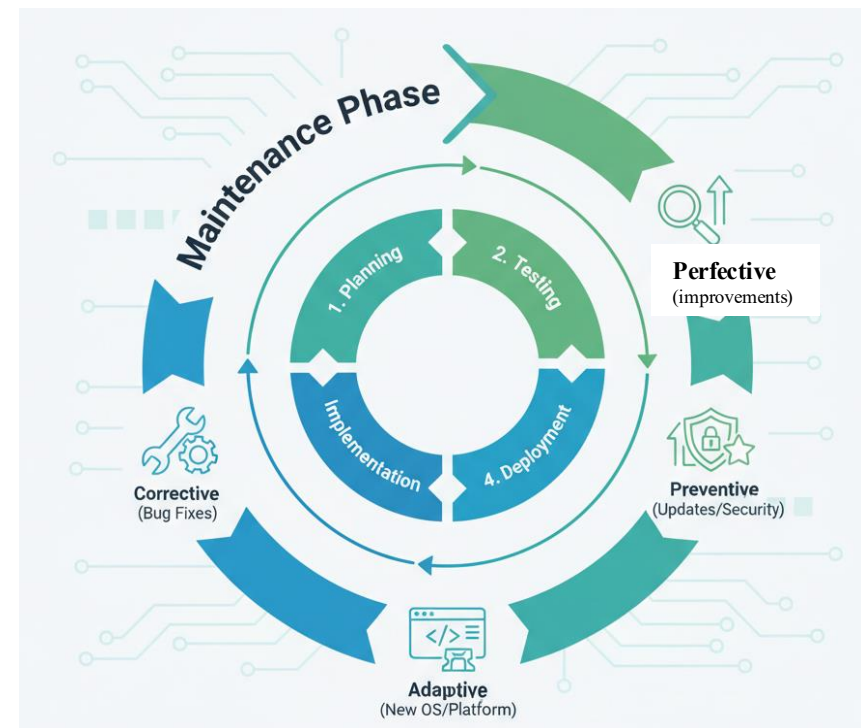 Maintenance Phase
1. Planning
2. Testing
Implementation
4. Deployment
Perfective
(improvements)
Corrective
(Bug Fixes)
Preventive
(Updates/Security)
</>
Adaptive
(New OS/Platform)